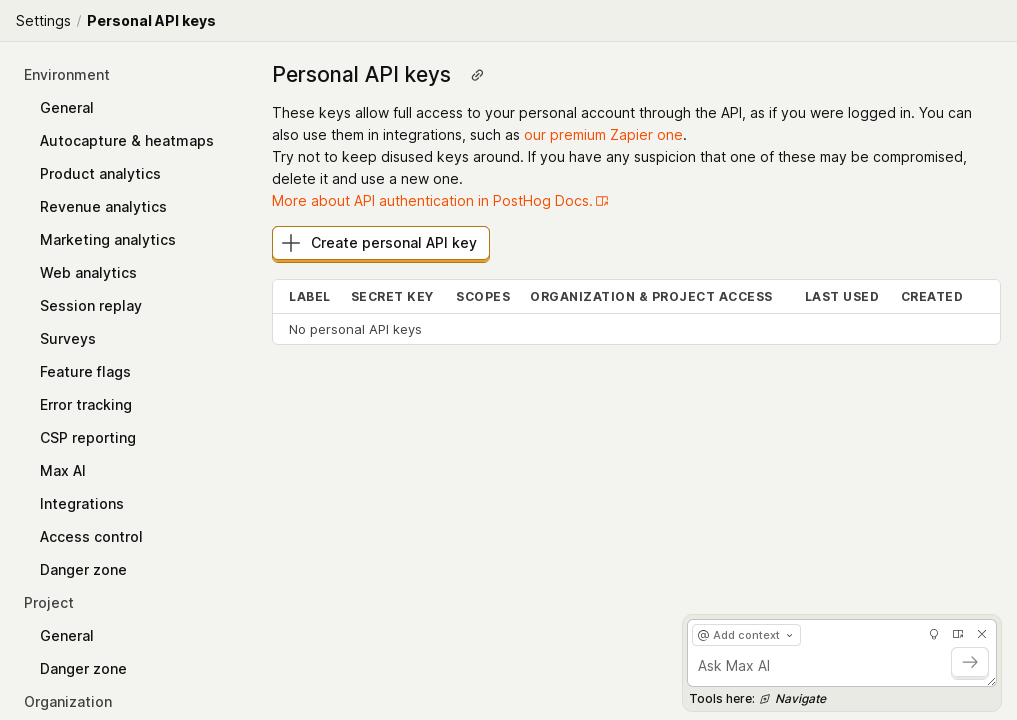 Settings / Personal API keys
Environment
General
Autocapture & heatmaps
Product analytics
Revenue analytics
Marketing analytics
Web analytics
Session replay
Surveys
Feature flags
Error tracking
CSP reporting
Max AI
Integrations
Access control
Danger zone
Project
General
Danger zone
Organization
Personal API keys
These keys allow full access to your personal account through the API, as if you were logged in. You can
also use them in integrations, such as our premium Zapier one.
Try not to keep disused keys around. If you have any suspicion that one of these may be compromised,
delete it and use a new one.
More about API authentication in PostHog Docs.
Create personal API key
LABEL SECRET KEY SCOPES ORGANIZATION & PROJECT ACCESS LAST USED CREATED
No personal API keys
@ Add context
Ask Max AI
Tools here: Navigate